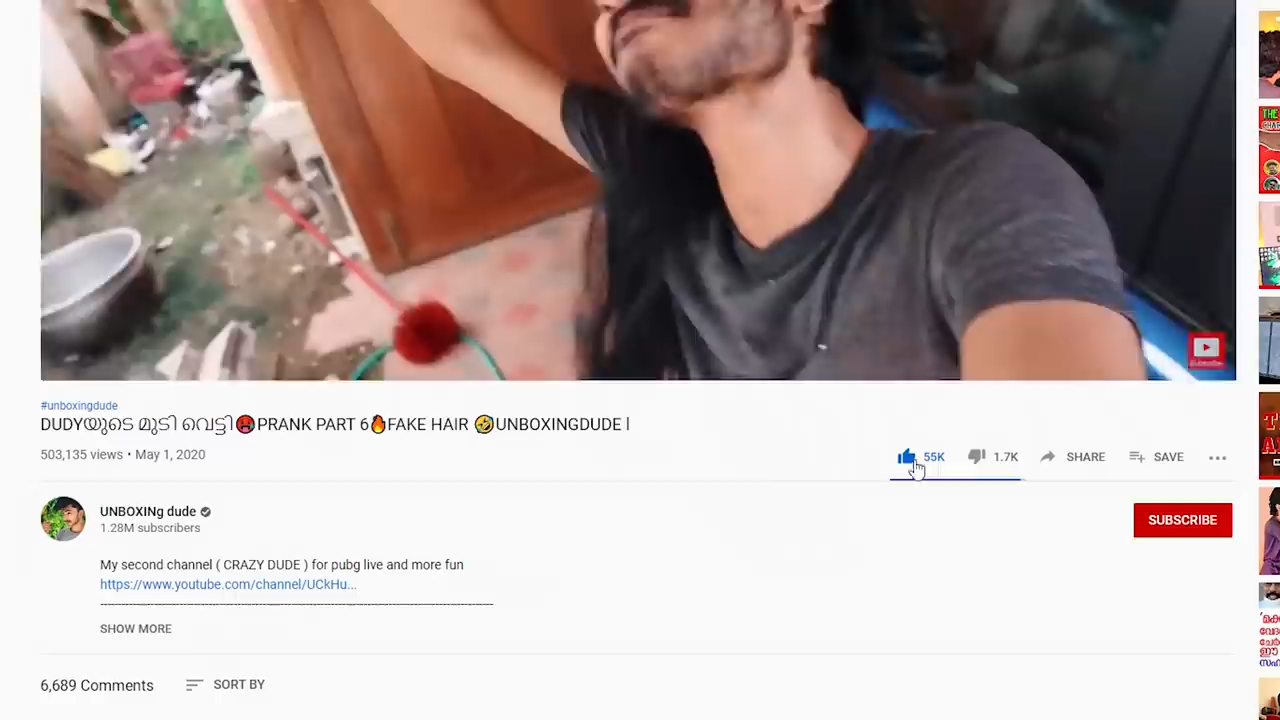 #unboxingdude
DUDYയുടെ മുടി വെട്ടി🥵PRANK PART 6🔥FAKE HAIR 🤣UNBOXINGDUDE |
503,135 views • May 1, 2020
55K 1.7K SHARE SAVE
UNBOXINg dude
1.28M subscribers
SUBSCRIBE
My second channel ( CRAZY DUDE ) for pubg live and more fun
https://www.youtube.com/channel/UCkHu...
--------------------------------------------------------------------------------------------------
SHOW MORE
6,689 Comments SORT BY
THE